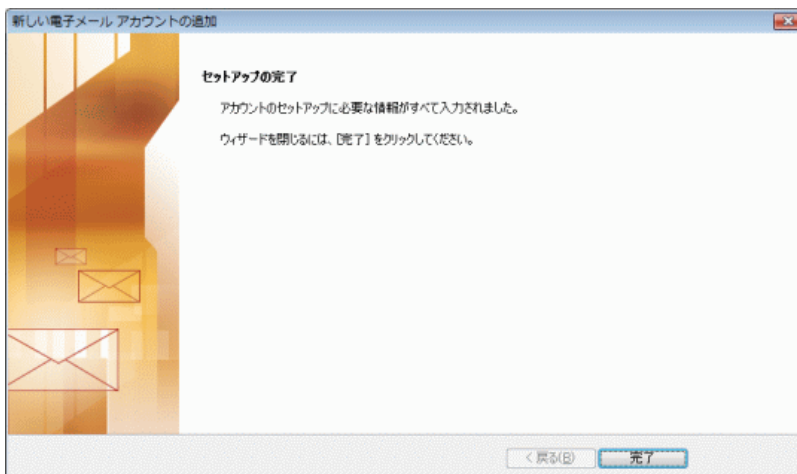 新しい電子メール アカウントの追加
セットアップの完了
アカウントのセットアップに必要な情報がすべて入力されました。
ウィザードを閉じるには、[完了] をクリックしてください。
< 戻る(B)
完了